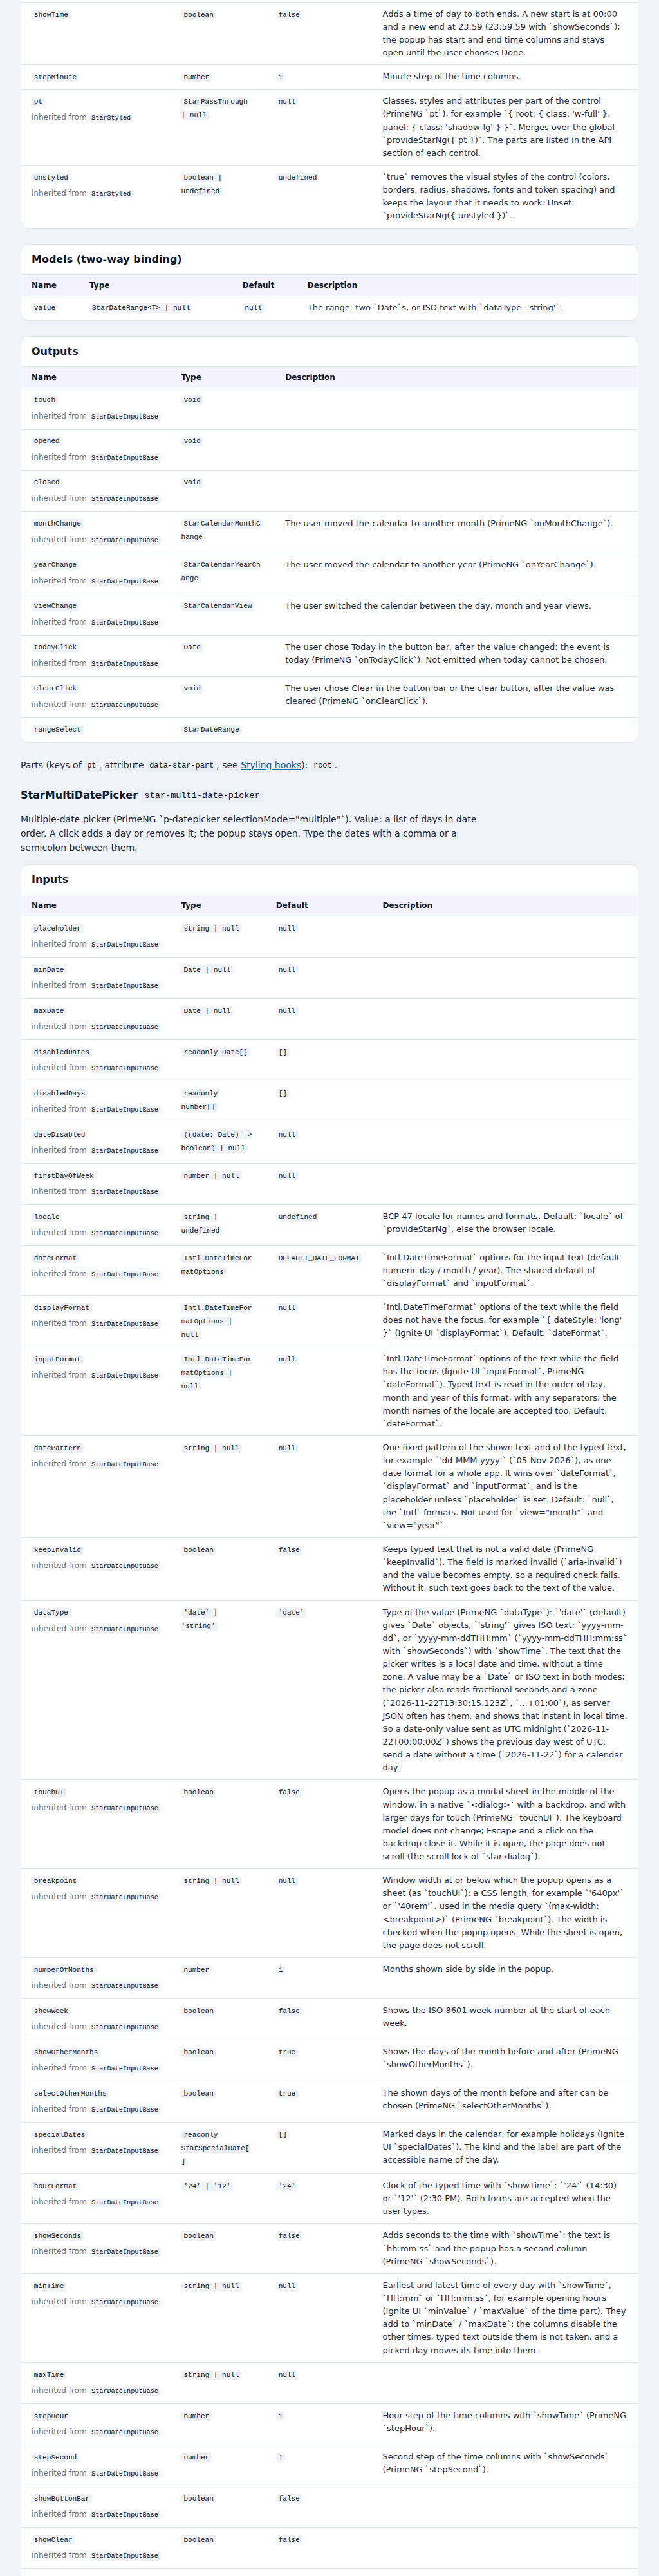 showTime boolean false Adds a time of day to both ends. A new start is at 00:00
and a new end at 23:59 (23:59:59 with `showSeconds`);
the popup has start and end time columns and stays
open until the user chooses Done.
stepMinute number 1 Minute step of the time columns.
pt StarPassThrough null Classes, styles and attributes per part of the control
inherited from StarStyled | null (PrimeNG `pt`), for example `{ root: { class: 'w-full' },
panel: { class: 'shadow-lg' } }`. Merges over the global
`provideStarNg({ pt })`. The parts are listed in the API
section of each control.
unstyled boolean | undefined `true` removes the visual styles of the control (colors,
inherited from StarStyled undefined borders, radius, shadows, fonts and token spacing) and
keeps the layout that it needs to work. Unset:
`provideStarNg({ unstyled })`.
Models (two-way binding)
Name Type Default Description
value StarDateRange<T> | null null The range: two `Date`s, or ISO text with `dataType: 'string'`.
Outputs
Name Type Description
touch void
inherited from StarDateInputBase
opened void
inherited from StarDateInputBase
closed void
inherited from StarDateInputBase
monthChange StarCalendarMonthC The user moved the calendar to another month (PrimeNG `onMonthChange`).
inherited from StarDateInputBase hange
yearChange StarCalendarYearCh The user moved the calendar to another year (PrimeNG `onYearChange`).
inherited from StarDateInputBase ange
viewChange StarCalendarView The user switched the calendar between the day, month and year views.
inherited from StarDateInputBase
todayClick Date The user chose Today in the button bar, after the value changed; the event is
inherited from StarDateInputBase today (PrimeNG `onTodayClick`). Not emitted when today cannot be chosen.
clearClick void The user chose Clear in the button bar or the clear button, after the value was
inherited from StarDateInputBase cleared (PrimeNG `onClearClick`).
rangeSelect StarDateRange
Parts (keys of pt, attribute data-star-part, see Styling hooks): root.
StarMultiDatePicker star-multi-date-picker
Multiple-date picker (PrimeNG `p-datepicker selectionMode="multiple"`). Value: a list of days in date
order. A click adds a day or removes it; the popup stays open. Type the dates with a comma or a
semicolon between them.
Inputs
Name Type Default Description
placeholder string | null null
inherited from StarDateInputBase
minDate Date | null null
inherited from StarDateInputBase
maxDate Date | null null
inherited from StarDateInputBase
disabledDates readonly Date[] []
inherited from StarDateInputBase
disabledDays readonly []
inherited from StarDateInputBase number[]
dateDisabled ((date: Date) => null
inherited from StarDateInputBase boolean) | null
firstDayOfWeek number | null null
inherited from StarDateInputBase
locale string | undefined BCP 47 locale for names and formats. Default: `locale` of
inherited from StarDateInputBase undefined `provideStarNg`, else the browser locale.
dateFormat Intl.DateTimeFor DEFAULT_DATE_FORMAT `Intl.DateTimeFormat` options for the input text (default
inherited from StarDateInputBase matOptions numeric day / month / year). The shared default of
`displayFormat` and `inputFormat`.
displayFormat Intl.DateTimeFor null `Intl.DateTimeFormat` options of the text while the field
inherited from StarDateInputBase matOptions | does not have the focus, for example `{ dateStyle: 'long'
null }` (Ignite UI `displayFormat`). Default: `dateFormat`.
inputFormat Intl.DateTimeFor null `Intl.DateTimeFormat` options of the text while the field
inherited from StarDateInputBase matOptions | has the focus (Ignite UI `inputFormat`, PrimeNG
null `dateFormat`). Typed text is read in the order of day,
month and year of this format, with any separators; the
month names of the locale are accepted too. Default:
`dateFormat`.
datePattern string | null null One fixed pattern of the shown text and of the typed text,
inherited from StarDateInputBase for example `'dd-MMM-yyyy'` (`05-Nov-2026`), as one
date format for a whole app. It wins over `dateFormat`,
`displayFormat` and `inputFormat`, and is the
placeholder unless `placeholder` is set. Default: `null`,
the `Intl` formats. Not used for `view="month"` and
`view="year"`.
keepInvalid boolean false Keeps typed text that is not a valid date (PrimeNG
inherited from StarDateInputBase `keepInvalid`). The field is marked invalid (`aria-invalid`)
and the value becomes empty, so a required check fails.
Without it, such text goes back to the text of the value.
dataType 'date' | 'date' Type of the value (PrimeNG `dataType`): `'date'` (default)
inherited from StarDateInputBase 'string' gives `Date` objects, `'string'` gives ISO text: `yyyy-mm-
dd`, or `yyyy-mm-ddTHH:mm` (`yyyy-mm-ddTHH:mm:ss`
with `showSeconds`) with `showTime`. The text that the
picker writes is a local date and time, without a time
zone. A value may be a `Date` or ISO text in both modes;
the picker also reads fractional seconds and a zone
(`2026-11-22T13:30:15.123Z`, `...+01:00`), as server
JSON often has them, and shows that instant in local time.
So a date-only value sent as UTC midnight (`2026-11-
22T00:00:00Z`) shows the previous day west of UTC:
send a date without a time (`2026-11-22`) for a calendar
day.
touchUI boolean false Opens the popup as a modal sheet in the middle of the
inherited from StarDateInputBase window, in a native `<dialog>` with a backdrop, and with
larger days for touch (PrimeNG `touchUI`). The keyboard
model does not change; Escape and a click on the
backdrop close it. While it is open, the page does not
scroll (the scroll lock of `star-dialog`).
breakpoint string | null null Window width at or below which the popup opens as a
inherited from StarDateInputBase sheet (as `touchUI`): a CSS length, for example `'640px'`
or `'40rem'`, used in the media query `(max-width:
<breakpoint>)` (PrimeNG `breakpoint`). The width is
checked when the popup opens. While the sheet is open,
the page does not scroll.
numberOfMonths number 1 Months shown side by side in the popup.
inherited from StarDateInputBase
showWeek boolean false Shows the ISO 8601 week number at the start of each
inherited from StarDateInputBase week.
showOtherMonths boolean true Shows the days of the month before and after (PrimeNG
inherited from StarDateInputBase `showOtherMonths`).
selectOtherMonths boolean true The shown days of the month before and after can be
inherited from StarDateInputBase chosen (PrimeNG `selectOtherMonths`).
specialDates readonly [] Marked days in the calendar, for example holidays (Ignite
inherited from StarDateInputBase StarSpecialDate[ UI `specialDates`). The kind and the label are part of the
] accessible name of the day.
hourFormat '24' | '12' '24' Clock of the typed time with `showTime`: `'24'` (14:30)
inherited from StarDateInputBase or `'12'` (2:30 PM). Both forms are accepted when the
user types.
showSeconds boolean false Adds seconds to the time with `showTime`: the text is
inherited from StarDateInputBase `hh:mm:ss` and the popup has a second column
(PrimeNG `showSeconds`).
minTime string | null null Earliest and latest time of every day with `showTime`,
inherited from StarDateInputBase `HH:mm` or `HH:mm:ss`, for example opening hours
(Ignite UI `minValue` / `maxValue` of the time part). They
add to `minDate` / `maxDate`: the columns disable the
other times, typed text outside them is not taken, and a
picked day moves its time into them.
maxTime string | null null
inherited from StarDateInputBase
stepHour number 1 Hour step of the time columns with `showTime` (PrimeNG
inherited from StarDateInputBase `stepHour`).
stepSecond number 1 Second step of the time columns with `showSeconds`
inherited from StarDateInputBase (PrimeNG `stepSecond`).
showButtonBar boolean false
inherited from StarDateInputBase
showClear boolean false
inherited from StarDateInputBase